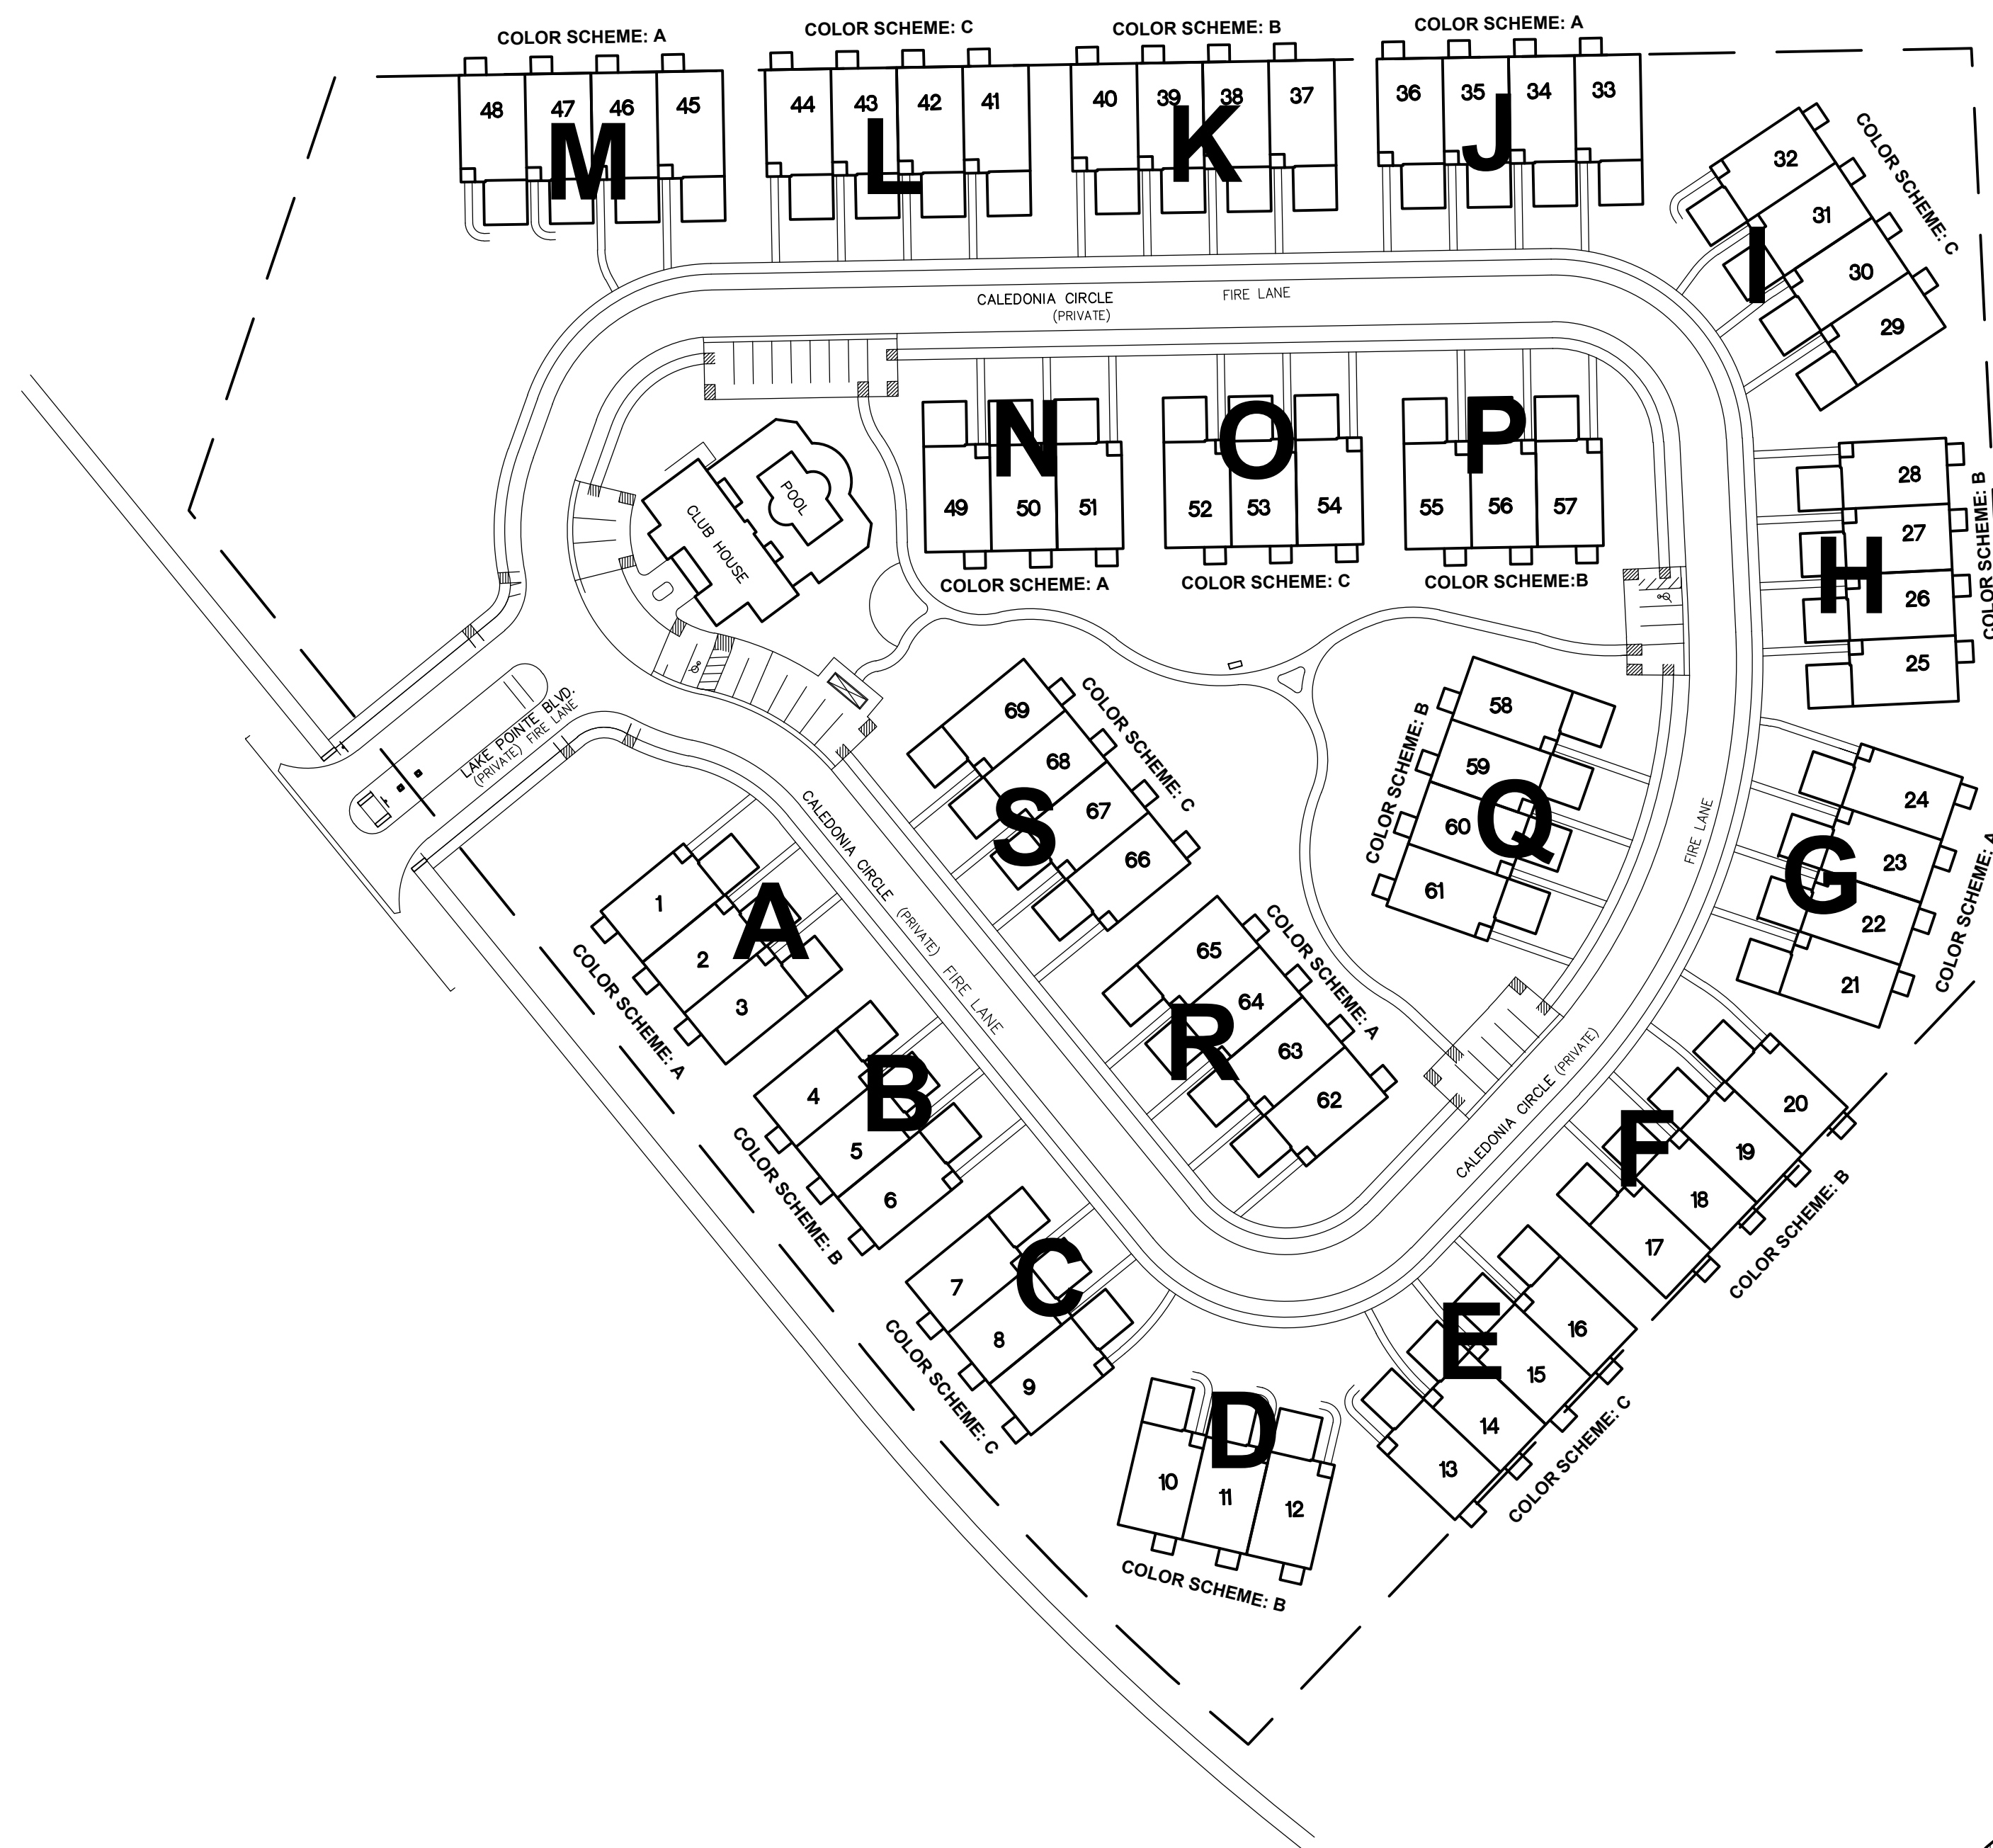 COLOR SCHEME: A
COLOR SCHEME: C
COLOR SCHEME: B
COLOR SCHEME: A
48 47 46 45
M
44 43 42 41
L
40 39 38 37
K
36 35 34 33
J
32
31
30
29
I
COLOR SCHEME: C
CALEDONIA CIRCLE
(PRIVATE)
FIRE LANE
28
27
26
25
H
COLOR SCHEME: B
N
49 50 51
COLOR SCHEME: A
O
52 53 54
COLOR SCHEME: C
P
55 56 57
COLOR SCHEME:B
POOL
CLUB HOUSE
LAKE POINTE BLVD.
(PRIVATE) FIRE LANE
69
68
67
66
S
COLOR SCHEME: C
58
59
60
61
Q
COLOR SCHEME: B
FIRE LANE
24
23
22
21
G
COLOR SCHEME: A
CALEDONIA CIRCLE (PRIVATE) FIRE LANE
1
2
3
A
COLOR SCHEME: A
65
64
63
62
R
COLOR SCHEME: A
4
5
6
B
COLOR SCHEME: B
CALEDONIA CIRCLE (PRIVATE)
20
19
18
17
F
COLOR SCHEME: B
7
8
9
C
COLOR SCHEME: C
16
15
14
13
E
COLOR SCHEME: C
D
10 11 12
COLOR SCHEME: B